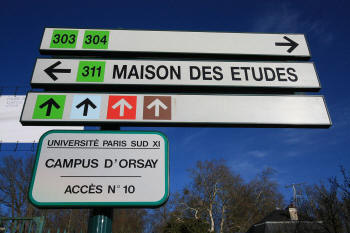 303 304
311 MAISON DES ETUDES
UNIVERSITÉ PARIS SUD XI
CAMPUS D'ORSAY
ACCÈS N° 10